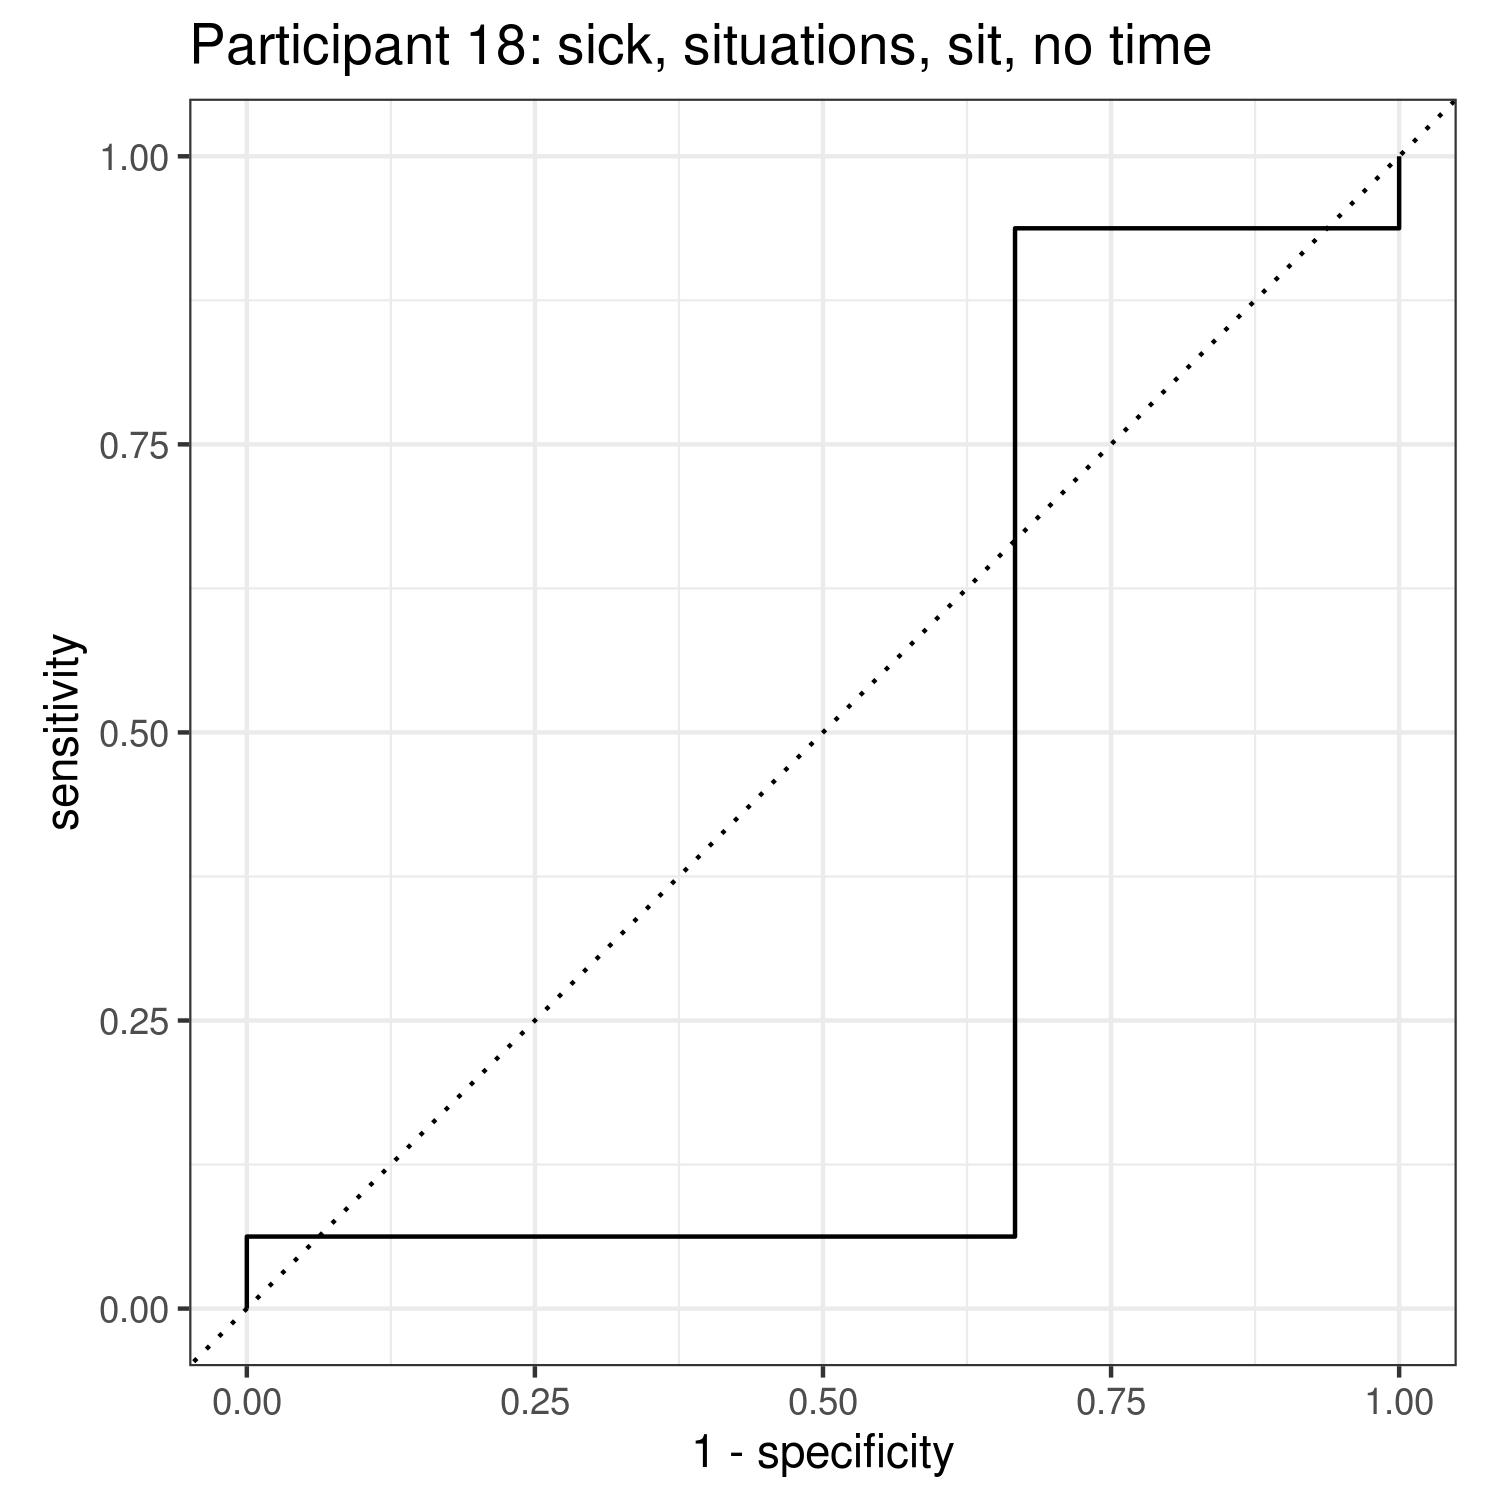 Participant 18: sick, situations, sit, no time
1.00
0.75
0.50
0.25
0.00
sensitivity
0.00 0.25 0.50 0.75 1.00
1 - specificity